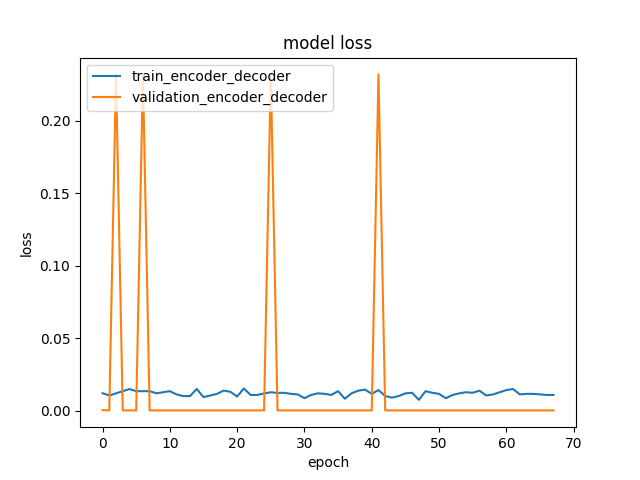 model loss
train_encoder_decoder
validation_encoder_decoder
0.20
0.15
0.10
0.05
0.00
loss
0 10 20 30 40 50 60 70
epoch